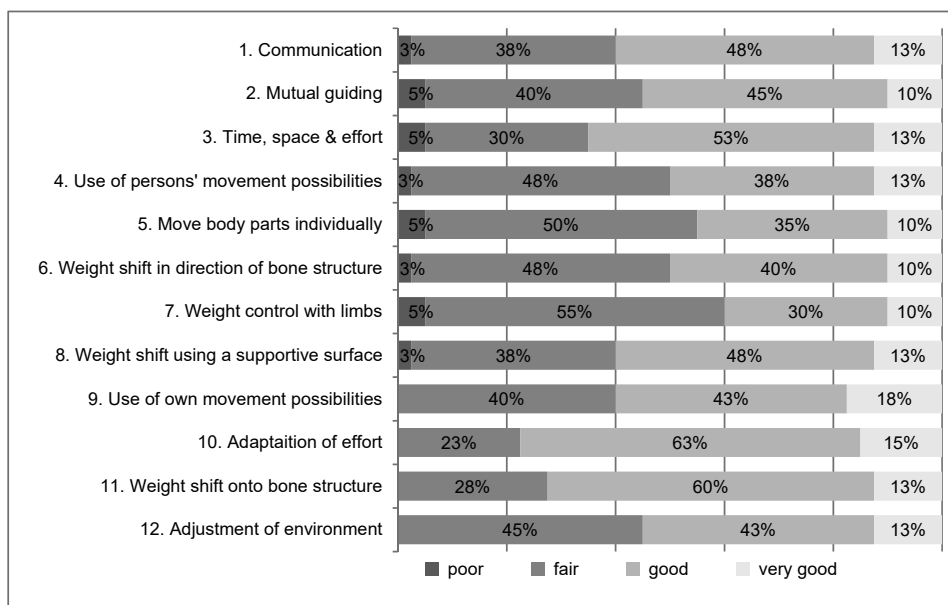 1. Communication 3% 38% 48% 13%
2. Mutual guiding 5% 40% 45% 10%
3. Time, space & effort 5% 30% 53% 13%
4. Use of persons' movement possibilities 3% 48% 38% 13%
5. Move body parts individually 5% 50% 35% 10%
6. Weight shift in direction of bone structure 3% 48% 40% 10%
7. Weight control with limbs 5% 55% 30% 10%
8. Weight shift using a supportive surface 3% 38% 48% 13%
9. Use of own movement possibilities 40% 43% 18%
10. Adaptaition of effort 23% 63% 15%
11. Weight shift onto bone structure 28% 60% 13%
12. Adjustment of environment 45% 43% 13%
poor fair good very good